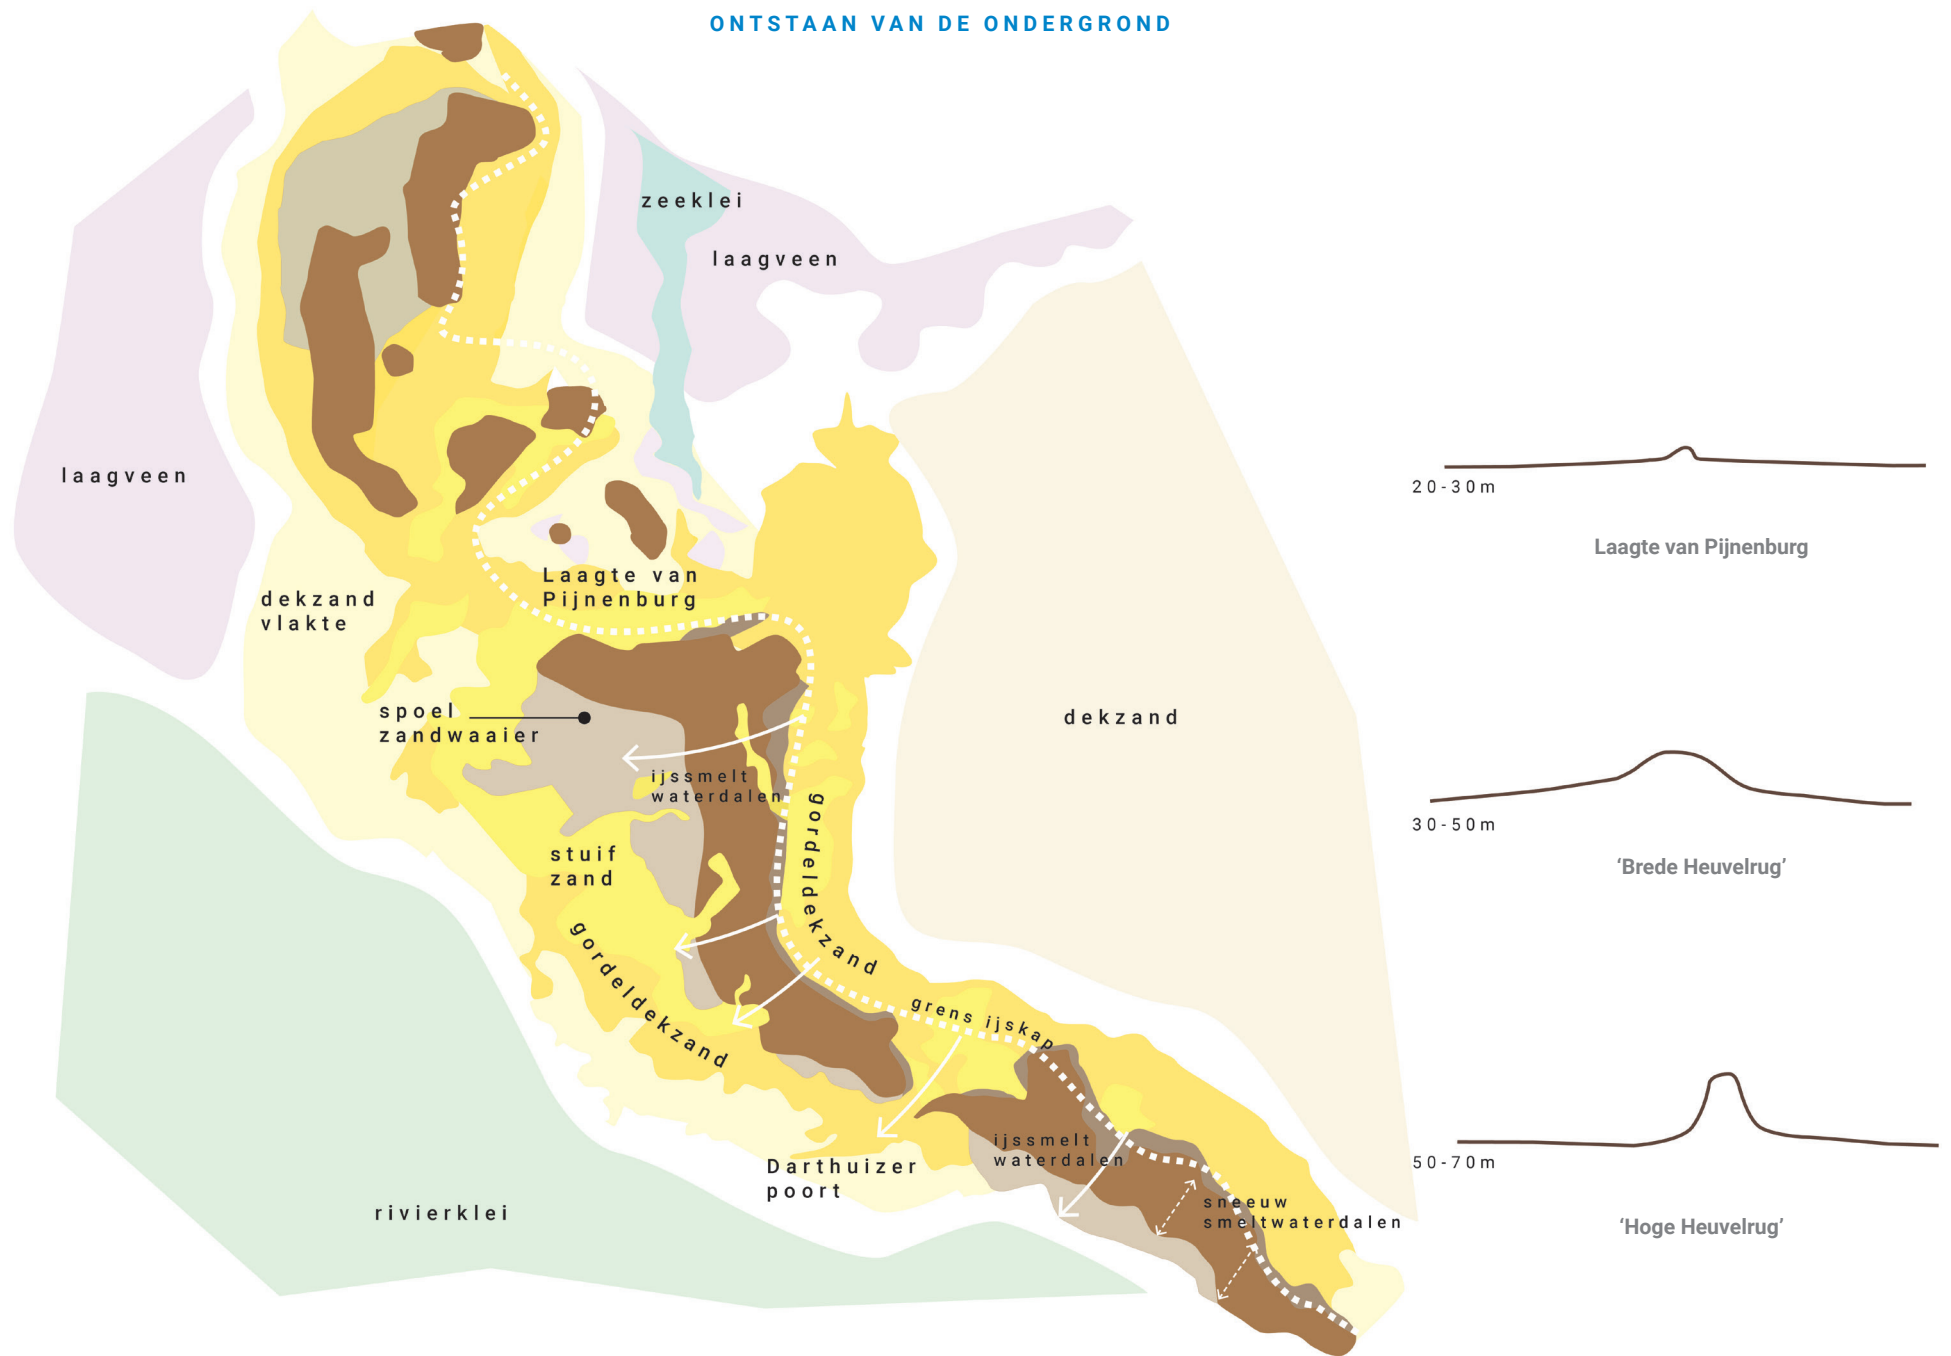 ONTSTAAN VAN DE ONDERGROND
zeeklei
laagveen
laagveen
20-30m
Laagte van Pijnenburg
Laagte van
Pijnenburg
dekzand
vlakte
spoel
zandwaaier
dekzand
ijssmelt
waterdalen
gordeldekzand
30-50m
'Brede Heuvelrug'
stuif
zand
gordeldekzand
grens ijskap
ijssmelt
waterdalen
50-70m
Darthuizer
poort
sneeuw
smeltwaterdalen
rivierklei
'Hoge Heuvelrug'